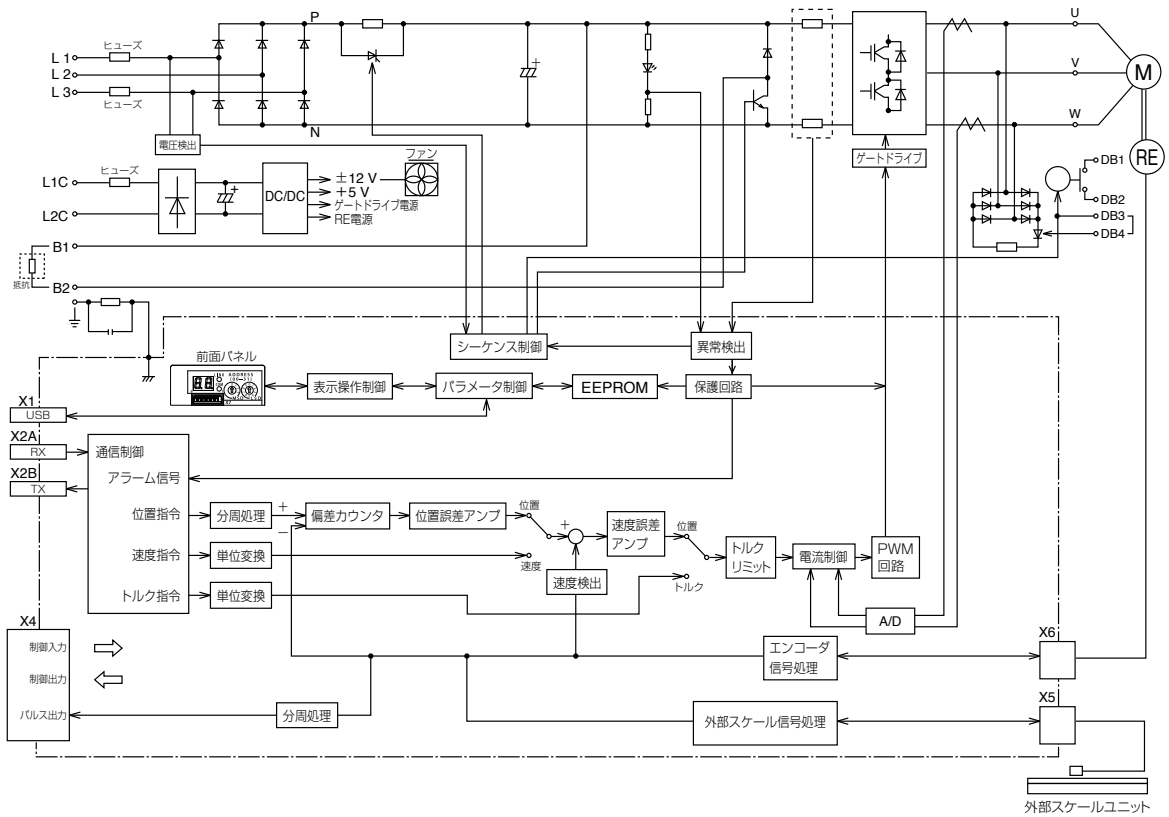 P
U
ヒューズ
L 1
L 2
V
M
L 3
ヒューズ
W
N
電圧検出
ゲートドライブ
RE
DB1
ファン
ヒューズ
L1C
DC/DC
±12 V
+5 V
ゲートドライブ電源
RE電源
L2C
DB2
DB3
DB4
B1
抵抗
B2
シーケンス制御
異常検出
前面パネル
ADDRESS
表示操作制御
パラメータ制御
EEPROM
保護回路
X1
USB
X2A
RX
X2B
TX
通信制御
アラーム信号
位置指令
分周処理
+
−
偏差カウンタ
位置誤差アンプ
位置
速度
+
速度誤差
アンプ
位置
トルク
トルク
リミット
電流制御
PWM
回路
速度指令
単位変換
速度検出
トルク指令
単位変換
A/D
X4
制御入力
制御出力
パルス出力
エンコーダ
信号処理
X6
分周処理
外部スケール信号処理
X5
外部スケールユニット